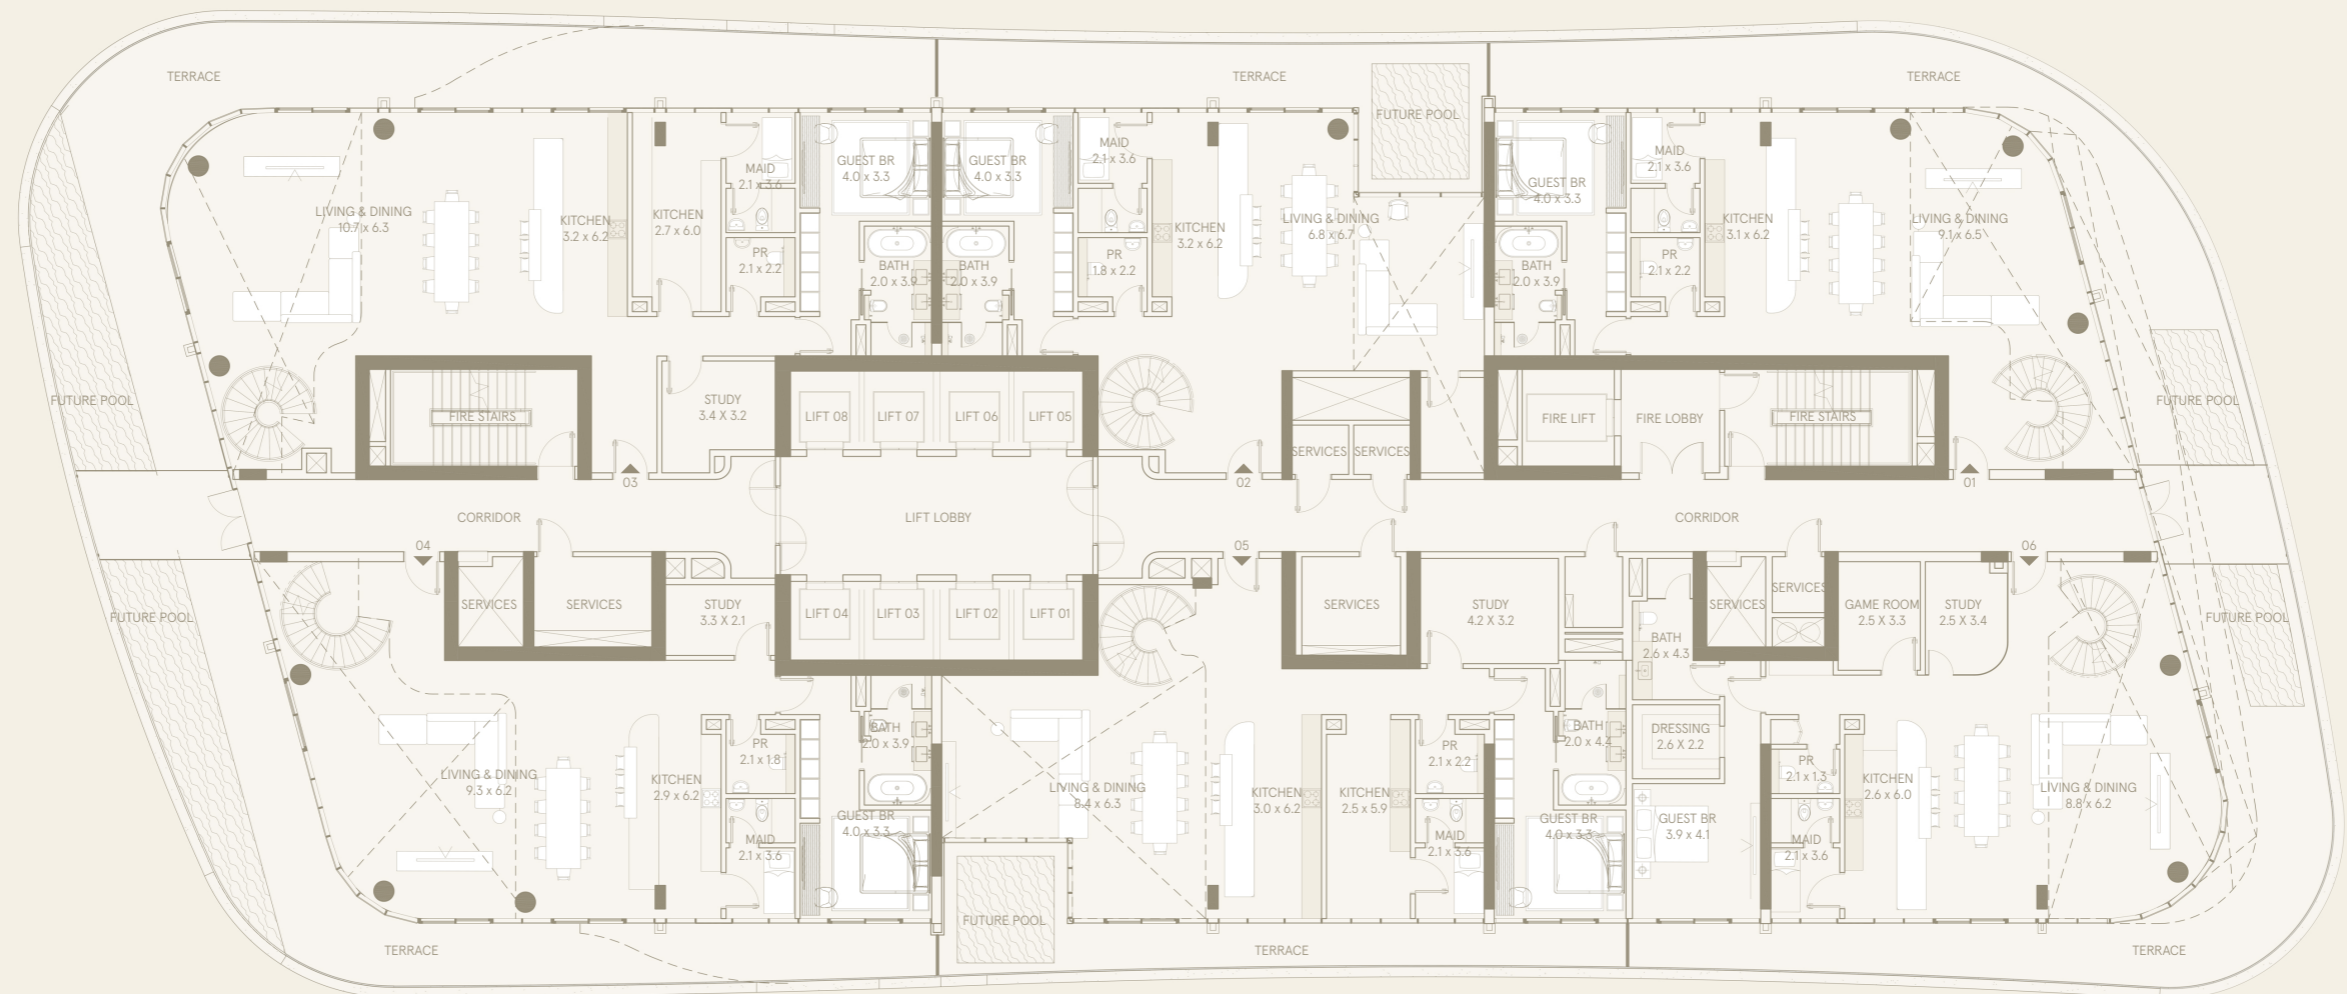 TERRACE
TERRACE
TERRACE
FUTURE POOL
MAID
2.1 x 3.6
GUEST BR
4.0 x 3.3
GUEST BR
4.0 x 3.3
MAID
2.1 x 3.6
GUEST BR
4.0 x 3.3
MAID
2.1 x 3.6
LIVING & DINING
10.7 x 6.3
KITCHEN
3.2 x 6.2
KITCHEN
2.7 x 6.0
PR
2.1 x 2.2
BATH
2.0 x 3.9
BATH
2.0 x 3.9
PR
1.8 x 2.2
KITCHEN
3.2 x 6.2
LIVING & DINING
6.8 x 6.7
BATH
2.0 x 3.9
PR
2.1 x 2.2
KITCHEN
3.1 x 6.2
LIVING & DINING
9.1 x 6.5
FUTURE POOL
FIRE STAIRS
STUDY
3.4 X 3.2
LIFT 08
LIFT 07
LIFT 06
LIFT 05
SERVICES
SERVICES
FIRE LIFT
FIRE LOBBY
FIRE STAIRS
FUTURE POOL
03
02
01
CORRIDOR
LIFT LOBBY
CORRIDOR
04
05
06
FUTURE POOL
SERVICES
SERVICES
STUDY
3.3 X 2.1
LIFT 04
LIFT 03
LIFT 02
LIFT 01
SERVICES
STUDY
4.2 X 3.2
BATH
2.6 x 4.3
SERVICES
SERVICES
GAME ROOM
2.5 X 3.3
STUDY
2.5 X 3.4
FUTURE POOL
LIVING & DINING
9.3 x 6.2
KITCHEN
2.9 x 6.2
PR
2.1 x 1.8
BATH
2.0 x 3.9
LIVING & DINING
8.4 x 6.3
KITCHEN
3.0 x 6.2
KITCHEN
2.5 x 5.9
PR
2.1 x 2.2
BATH
2.0 x 4.4
DRESSING
2.6 X 2.2
PR
2.1 x 1.3
KITCHEN
2.6 x 6.0
LIVING & DINING
8.8 x 6.2
MAID
2.1 x 3.6
GUEST BR
4.0 x 3.3
MAID
2.1 x 3.6
GUEST BR
4.0 x 3.3
GUEST BR
3.9 x 4.1
MAID
2.1 x 3.6
FUTURE POOL
TERRACE
TERRACE
TERRACE